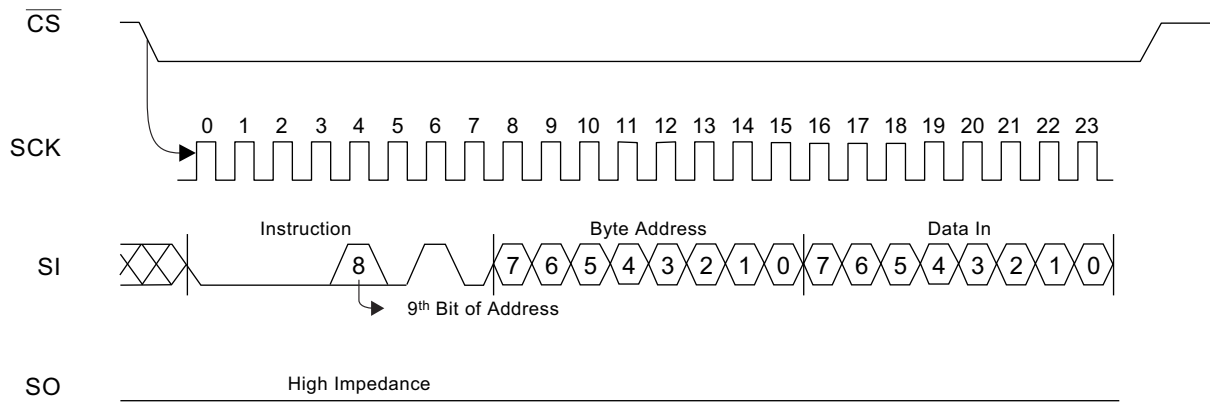 CS
0 1 2 3 4 5 6 7 8 9 10 11 12 13 14 15 16 17 18 19 20 21 22 23
SCK
Instruction Byte Address Data In
SI 8 7 6 5 4 3 2 1 0 7 6 5 4 3 2 1 0
9th Bit of Address
High Impedance
SO